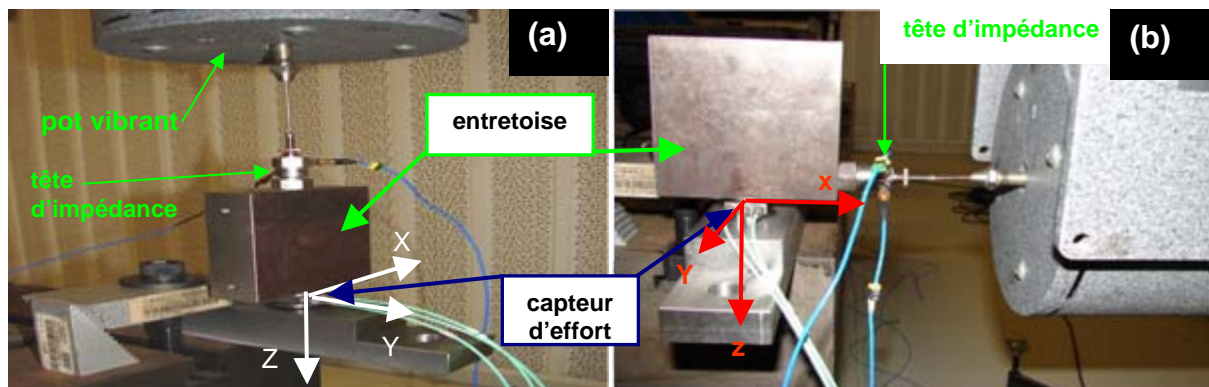 (a)
pot vibrant
tête
d'impédance
entretoise
capteur
d'effort
X
Y
Z
tête d'impédance
(b)
x
Y
z